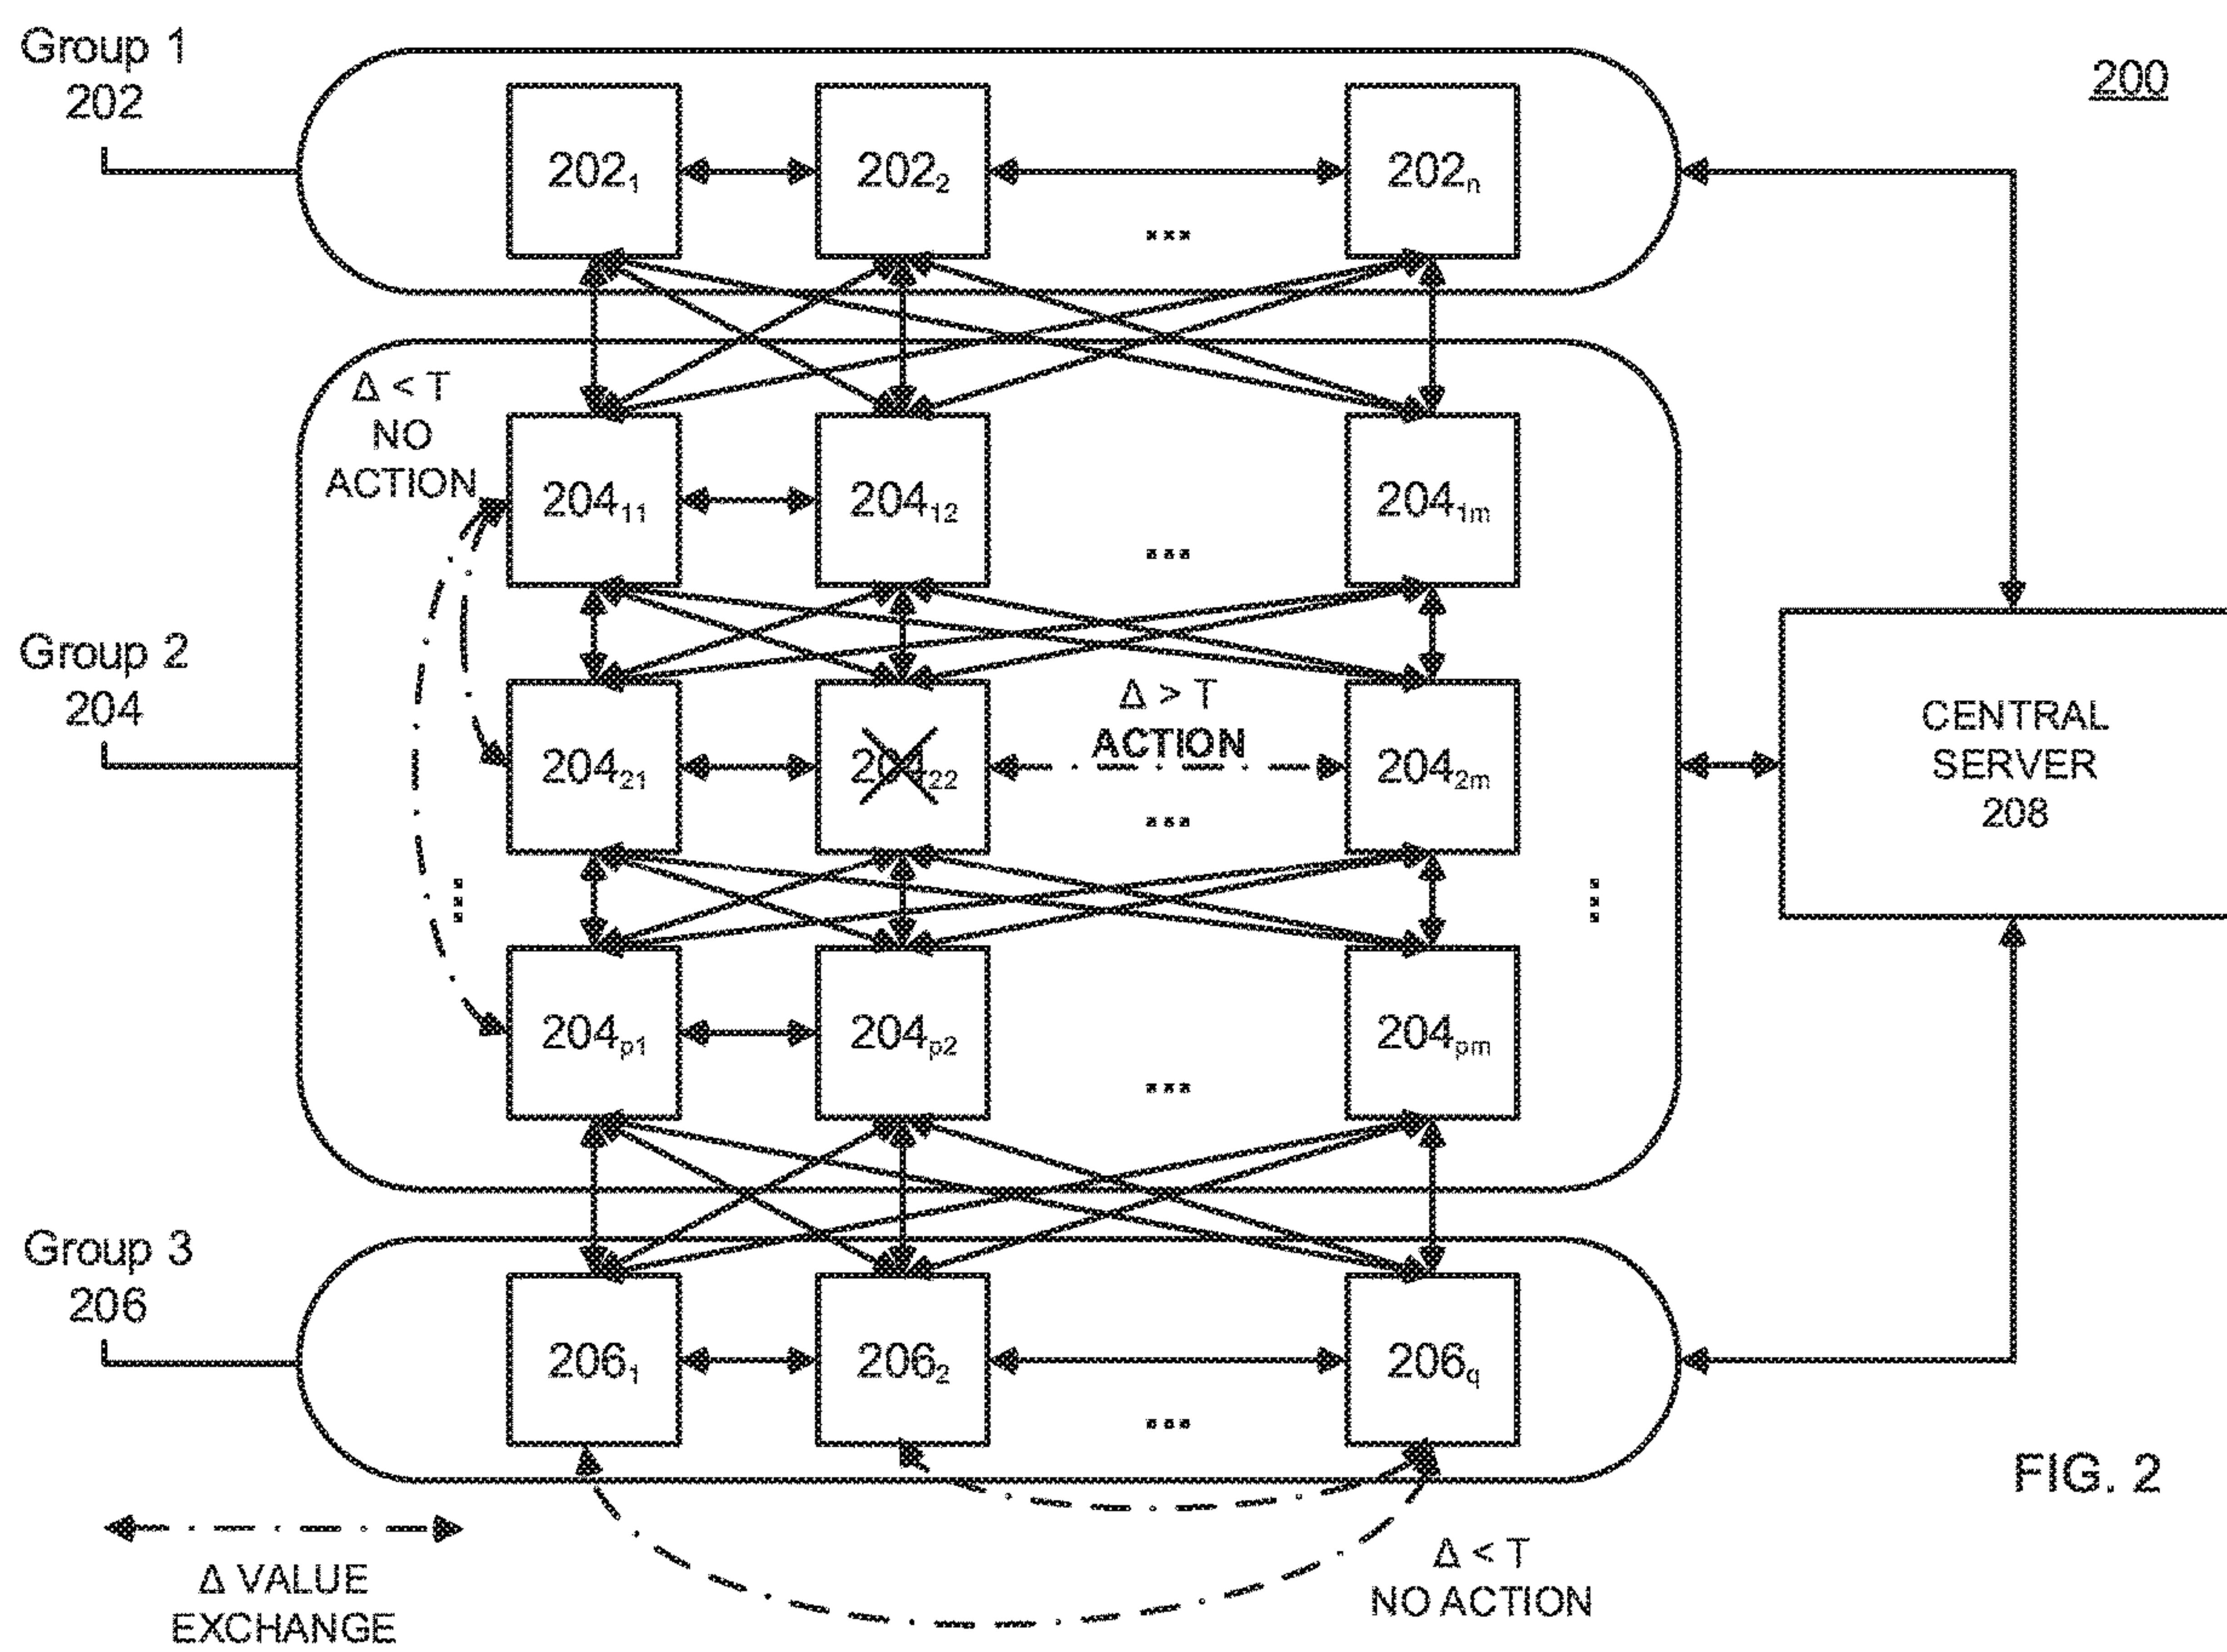 Group 1
202
200
202₁
202₂
202ₙ
...
Δ < T
NO
ACTION
204₁₁
204₁₂
204₁ₘ
...
Group 2
204
204₂₁
204₂₂
Δ > T
ACTION
204₂ₘ
...
CENTRAL
SERVER
208
204ₚ₁
204ₚ₂
204ₚₘ
...
Group 3
206
206₁
206₂
206q
...
FIG. 2
Δ VALUE
EXCHANGE
Δ < T
NO ACTION